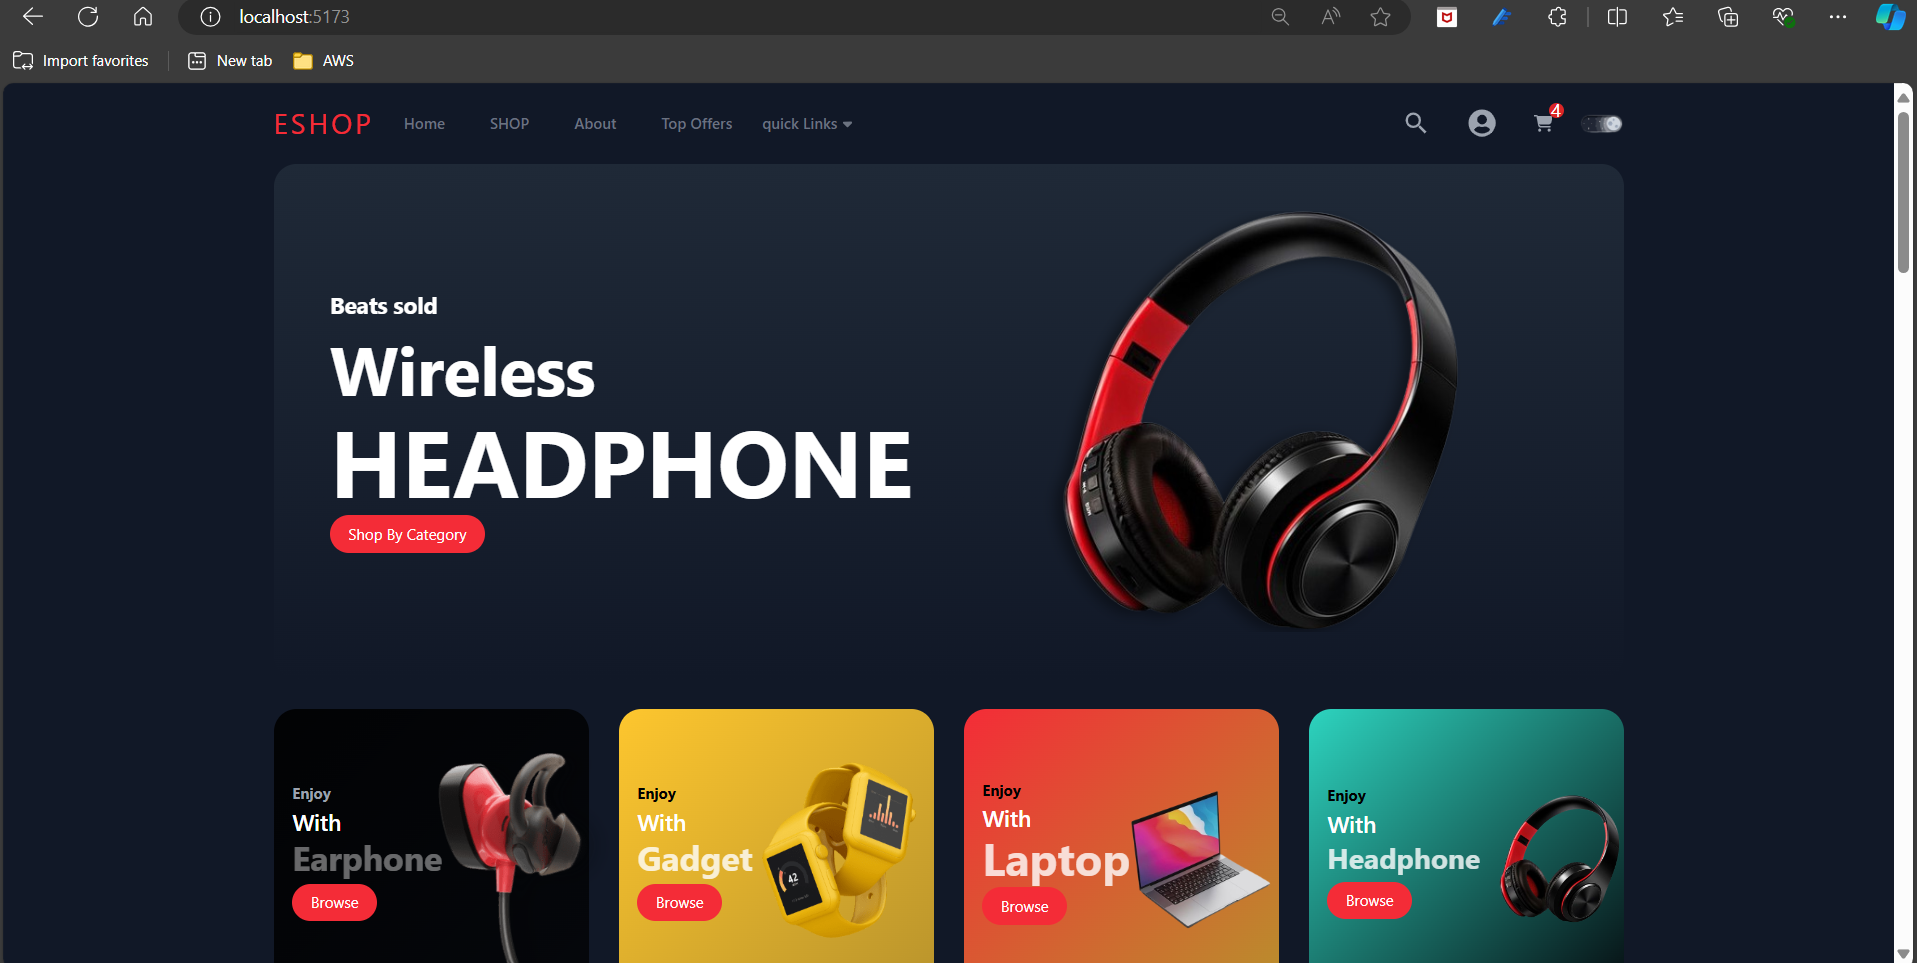 localhost:5173
Import favorites
New tab
AWS
ESHOP
Home
SHOP
About
Top Offers
quick Links
4
Beats sold
Wireless
HEADPHONE
Shop By Category
Enjoy
With
Earphone
Browse
Enjoy
With
Gadget
Browse
42
Enjoy
With
Laptop
Browse
Enjoy
With
Headphone
Browse